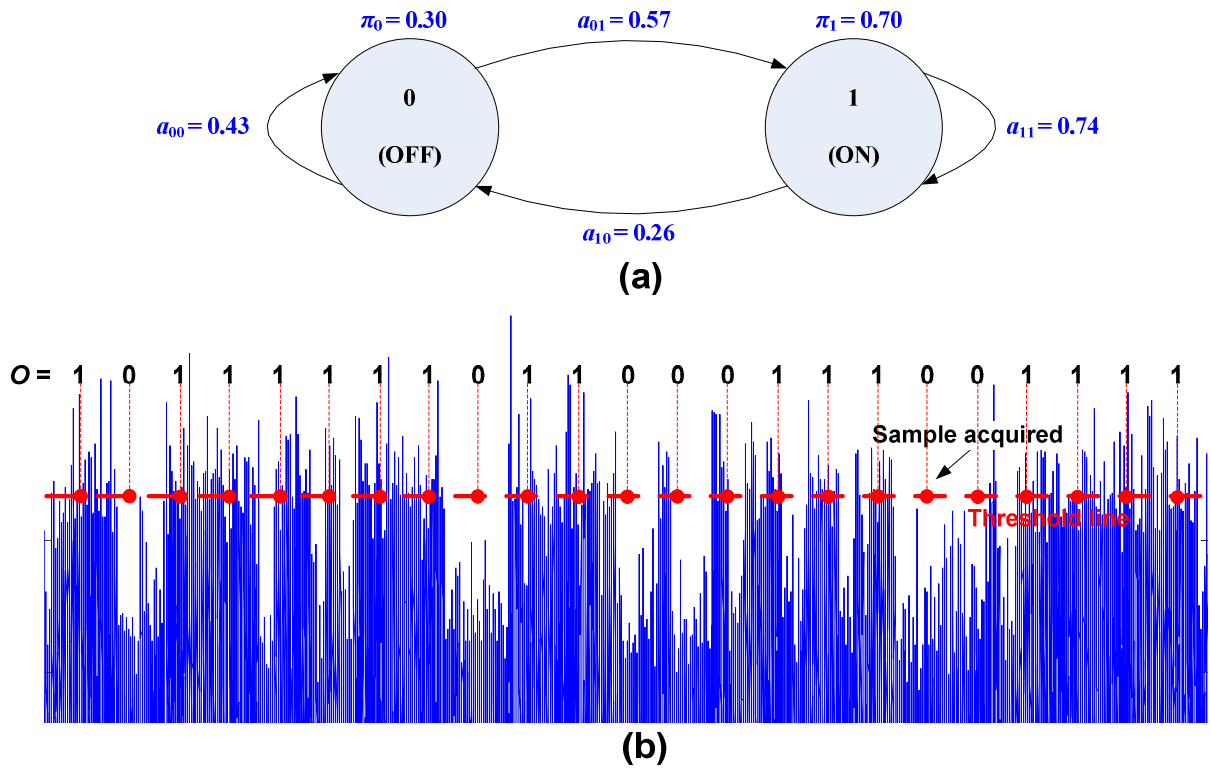 π0 = 0.30 a01 = 0.57 π1 = 0.70
0
1
a00 = 0.43
a11 = 0.74
(OFF)
(ON)
a10 = 0.26
(a)
O = 1 0 1 1 1 1 1 1 0 1 1 0 0 0 1 1 1 0 0 1 1 1 1
Sample acquired
Threshold line
(b)